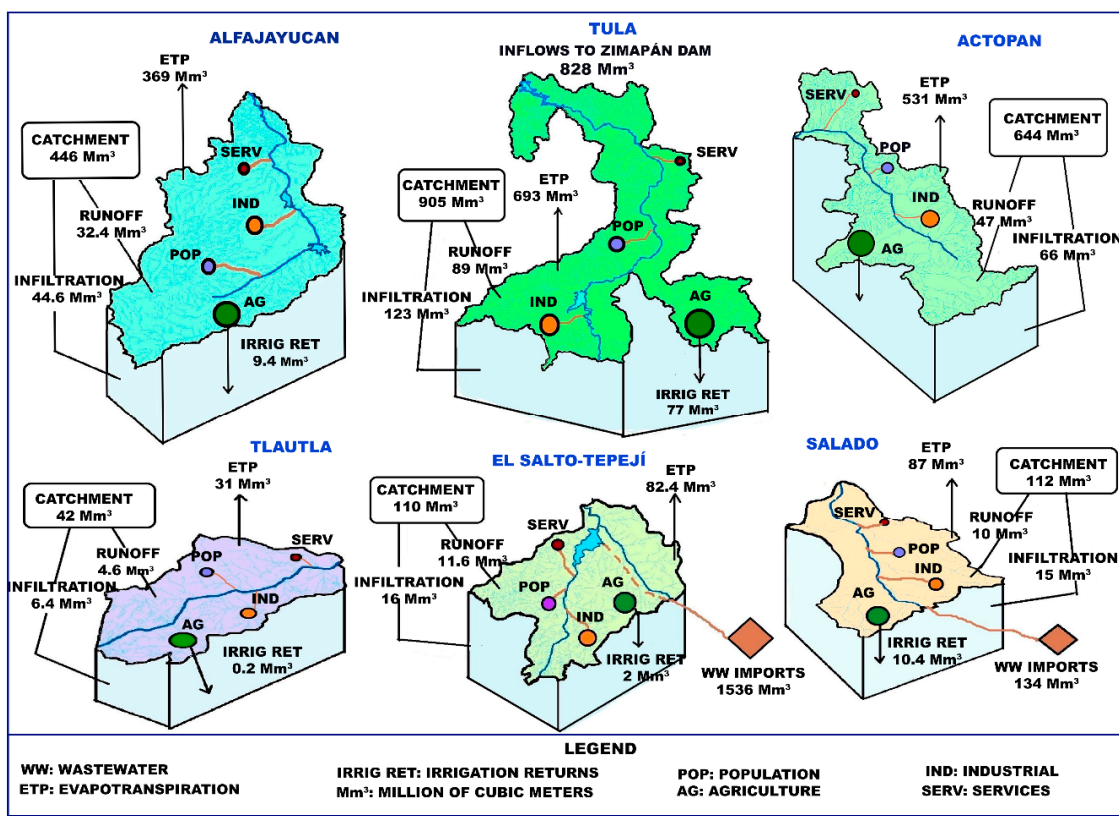 ALFAJAYUCAN
ETP
369 Mm³
CATCHMENT
446 Mm³
SERV
IND
RUNOFF
32.4 Mm³
POP
INFILTRATION
44.6 Mm³
AG
IRRIG RET
9.4 Mm³
TULA
INFLOWS TO ZIMAPÁN DAM
828 Mm³
SERV
ETP
693 Mm³
CATCHMENT
905 Mm³
POP
RUNOFF
89 Mm³
INFILTRATION
123 Mm³
IND
AG
IRRIG RET
77 Mm³
ACTOPAN
ETP
531 Mm³
SERV
CATCHMENT
644 Mm³
POP
IND
RUNOFF
47 Mm³
AG
INFILTRATION
66 Mm³
TLAUTLA
ETP
31 Mm³
CATCHMENT
42 Mm³
RUNOFF
4.6 Mm³
POP
SERV
INFILTRATION
6.4 Mm³
IND
AG
IRRIG RET
0.2 Mm³
EL SALTO-TEPEJÍ
ETP
82.4 Mm³
CATCHMENT
110 Mm³
SERV
RUNOFF
11.6 Mm³
INFILTRATION
16 Mm³
POP
AG
IND
IRRIG RET
2 Mm³
WW IMPORTS
1536 Mm³
SALADO
ETP
87 Mm³
CATCHMENT
112 Mm³
SERV
RUNOFF
10 Mm³
POP
IND
INFILTRATION
15 Mm³
AG
IRRIG RET
10.4 Mm³
WW IMPORTS
134 Mm³
LEGEND
WW: WASTEWATER
ETP: EVAPOTRANSPIRATION
IRRIG RET: IRRIGATION RETURNS
Mm³: MILLION OF CUBIC METERS
POP: POPULATION
AG: AGRICULTURE
IND: INDUSTRIAL
SERV: SERVICES